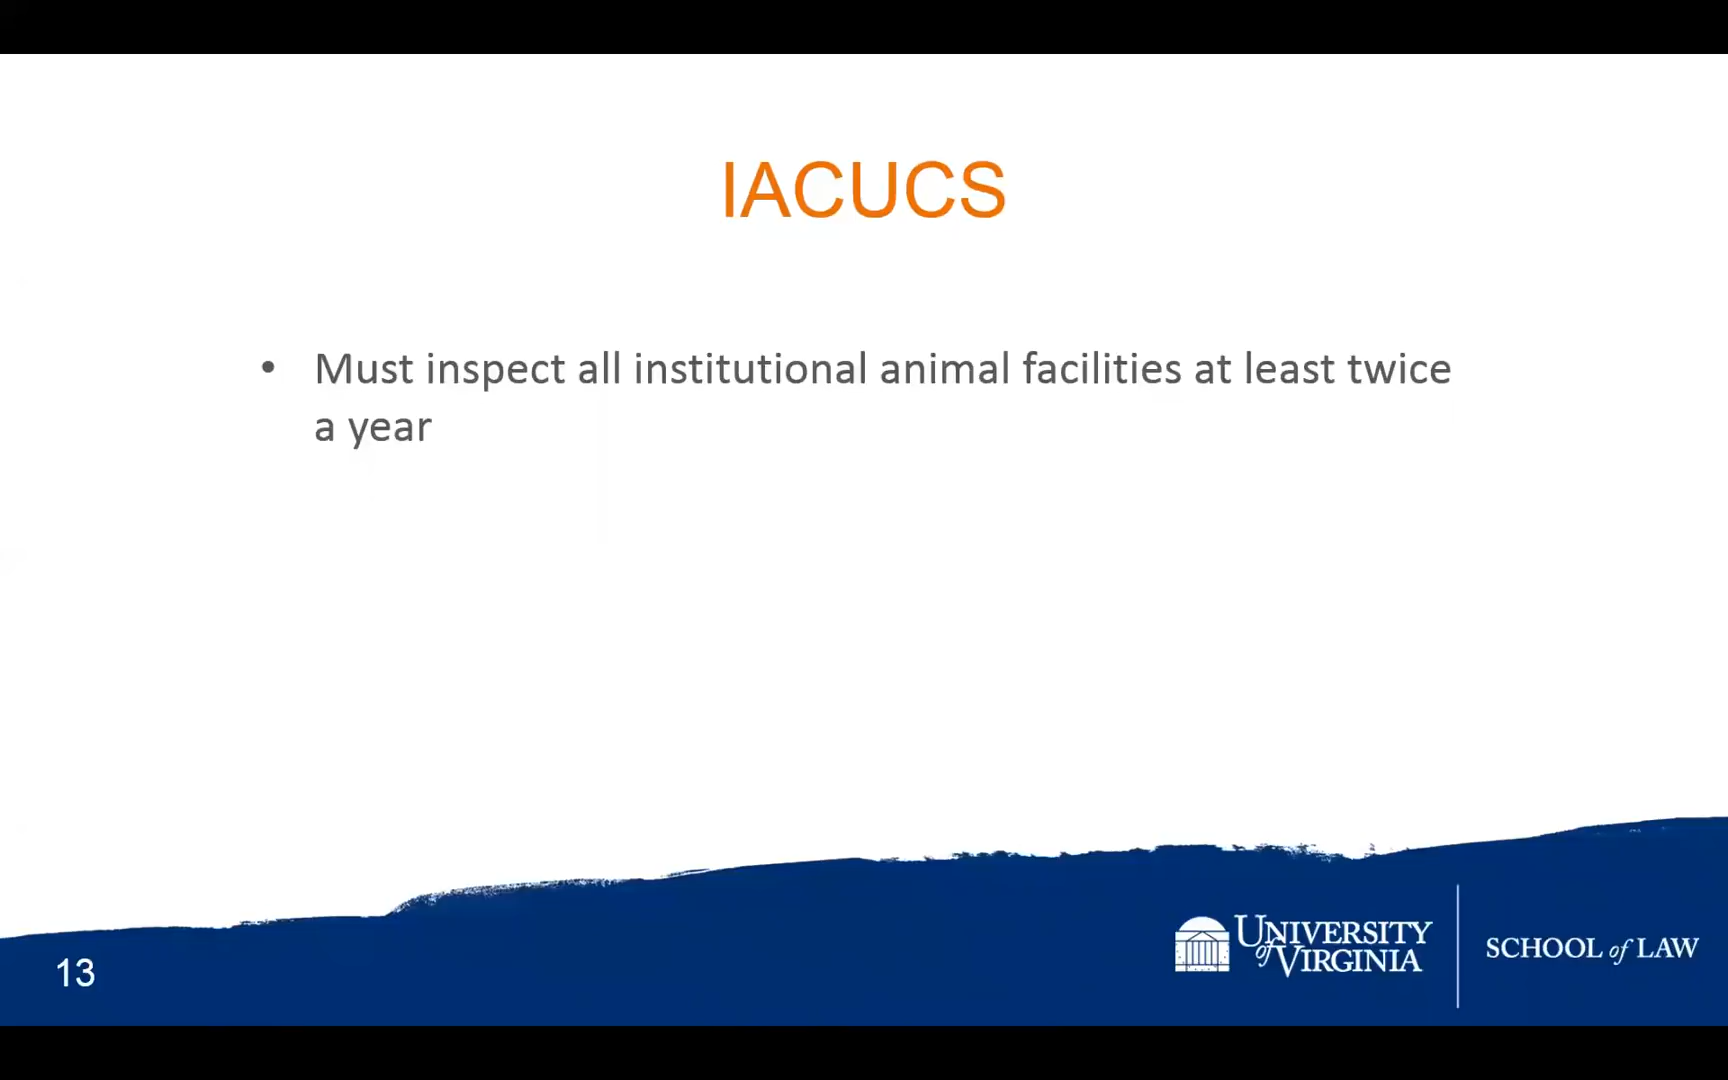 IACUCS
• Must inspect all institutional animal facilities at least twice
a year
13
UNIVERSITY
of VIRGINIA
SCHOOL of LAW